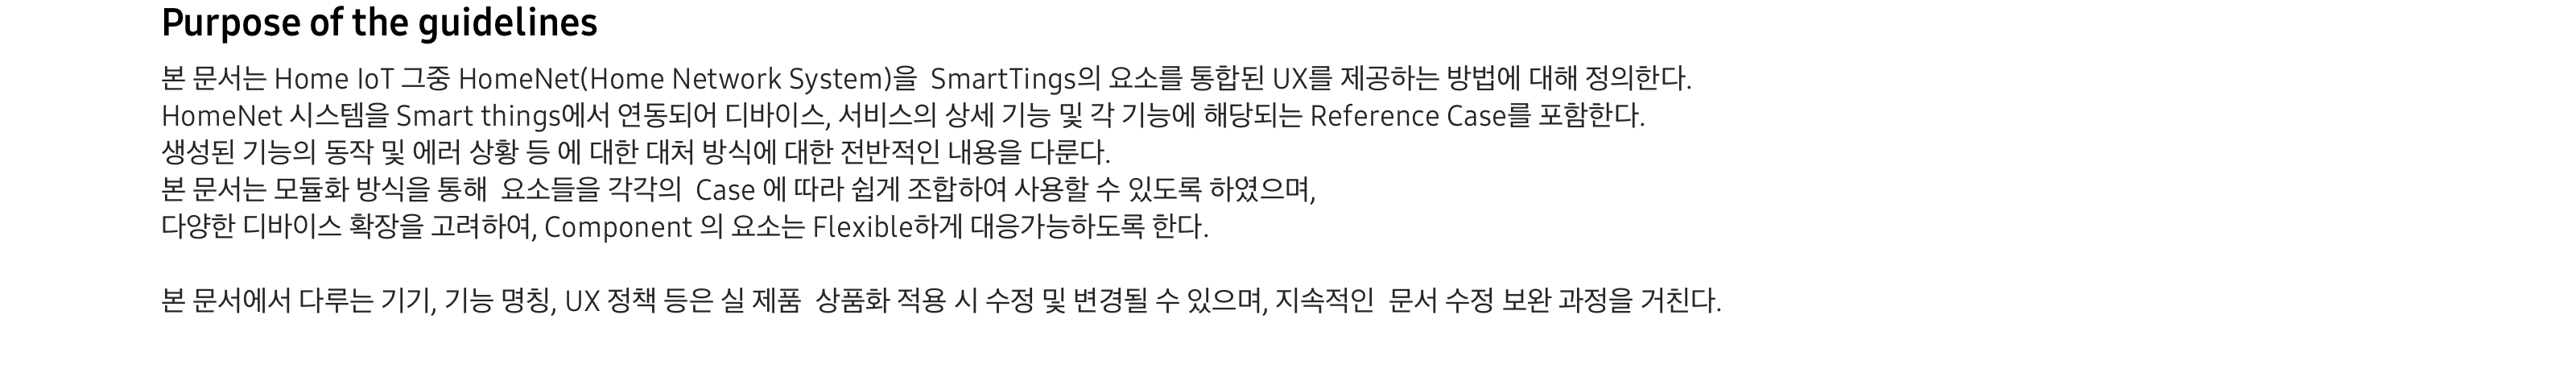 Purpose of the guidelines
본 문서는 Home IoT 그중 HomeNet(Home Network System)을  SmartTings의 요소를 통합된 UX를 제공하는 방법에 대해 정의한다.
HomeNet 시스템을 Smart things에서 연동되어 디바이스, 서비스의 상세 기능 및 각 기능에 해당되는 Reference Case를 포함한다.
생성된 기능의 동작 및 에러 상황 등 에 대한 대처 방식에 대한 전반적인 내용을 다룬다.
본 문서는 모듈화 방식을 통해  요소들을 각각의  Case 에 따라 쉽게 조합하여 사용할 수 있도록 하였으며,
다양한 디바이스 확장을 고려하여, Component 의 요소는 Flexible하게 대응가능하도록 한다.
본 문서에서 다루는 기기, 기능 명칭, UX 정책 등은 실 제품  상품화 적용 시 수정 및 변경될 수 있으며, 지속적인  문서 수정 보완 과정을 거친다.